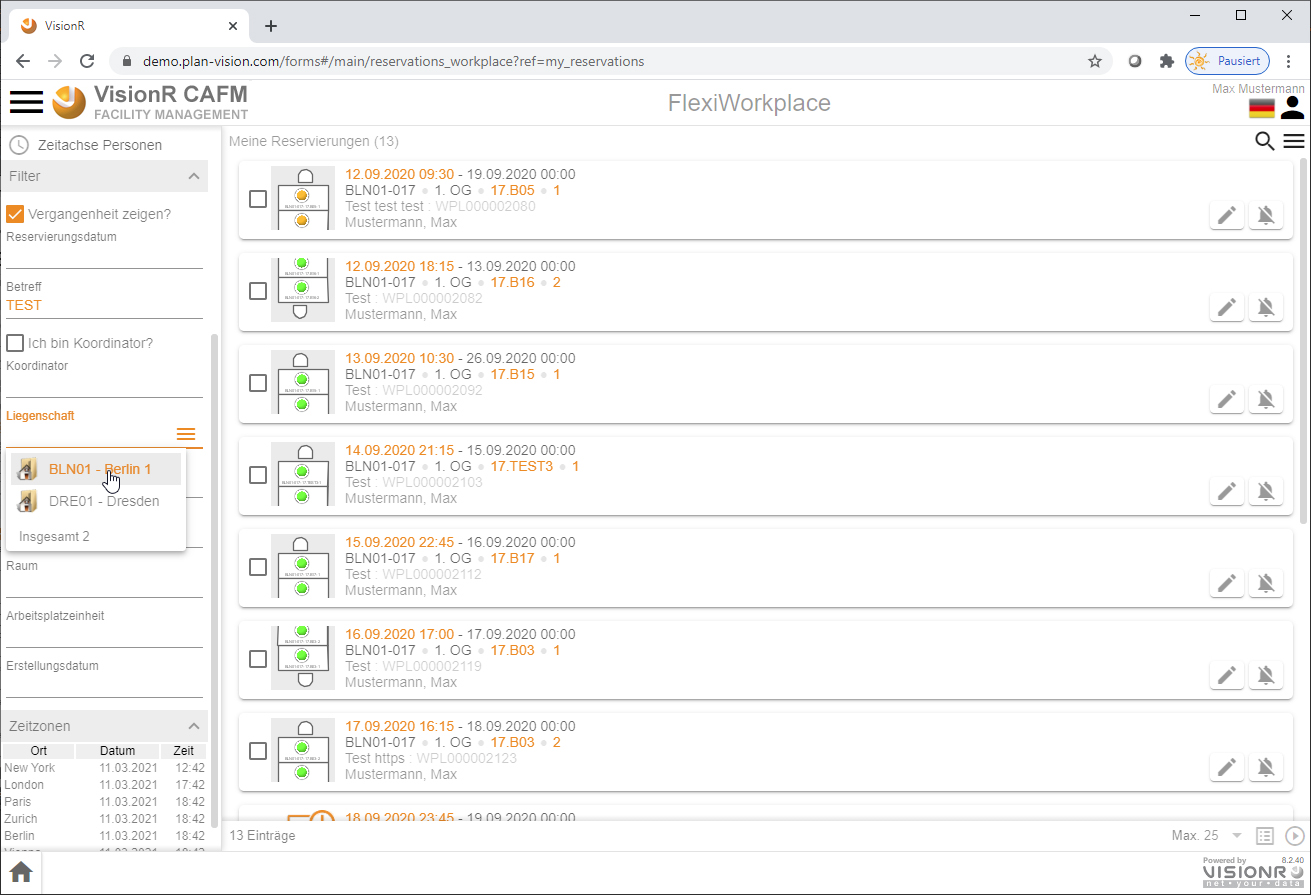 VisionR
demo.plan-vision.com/forms#/main/reservations_workplace?ref=my_reservations
Pausiert
VisionR CAFM
FACILITY MANAGEMENT
FlexiWorkplace
Max Mustermann
Zeitachse Personen
Filter
Vergangenheit zeigen?
Reservierungsdatum
Betreff
TEST
Ich bin Koordinator?
Koordinator
Liegenschaft
BLN01 - Berlin 1
DRE01 - Dresden
Insgesamt 2
Raum
Arbeitsplatzeinheit
Erstellungsdatum
Zeitzonen
Ort Datum Zeit
New York 11.03.2021 12:42
London 11.03.2021 17:42
Paris 11.03.2021 18:42
Zurich 11.03.2021 18:42
Berlin 11.03.2021 18:42
Meine Reservierungen (13)
12.09.2020 09:30 - 19.09.2020 00:00
BLN01-017 • 1. OG • 17.B05 • 1
Test test test : WPL000002080
Mustermann, Max
12.09.2020 18:15 - 13.09.2020 00:00
BLN01-017 • 1. OG • 17.B16 • 2
Test : WPL000002082
Mustermann, Max
13.09.2020 10:30 - 26.09.2020 00:00
BLN01-017 • 1. OG • 17.B15 • 1
Test : WPL000002092
Mustermann, Max
14.09.2020 21:15 - 15.09.2020 00:00
BLN01-017 • 1. OG • 17.TEST3 • 1
Test : WPL000002103
Mustermann, Max
15.09.2020 22:45 - 16.09.2020 00:00
BLN01-017 • 1. OG • 17.B17 • 1
Test : WPL000002112
Mustermann, Max
16.09.2020 17:00 - 17.09.2020 00:00
BLN01-017 • 1. OG • 17.B03 • 1
Test : WPL000002119
Mustermann, Max
17.09.2020 16:15 - 18.09.2020 00:00
BLN01-017 • 1. OG • 17.B03 • 2
Test https : WPL000002123
Mustermann, Max
18.09.2020 23:45 - 19.09.2020 00:00
13 Einträge
Max. 25
Powered by 8.2.40
VISIONR
net • your • data